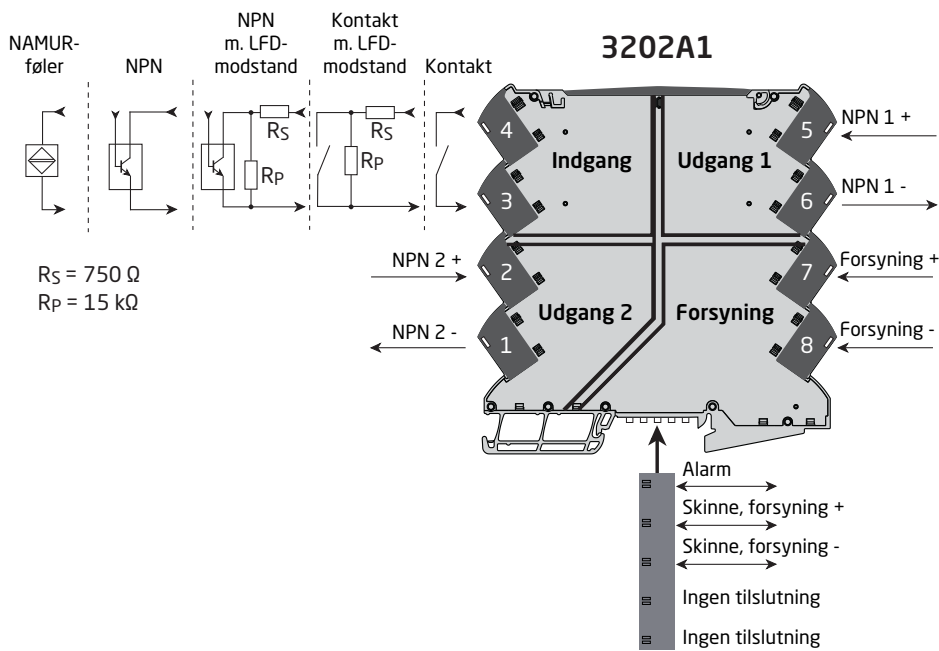 3202A1
NAMUR-
føler
NPN
NPN
m. LFD-
modstand
Kontakt
m. LFD-
modstand
Kontakt
RS
RP
RS
RP
RS = 750 Ω
RP = 15 kΩ
4
Indgang
Udgang 1
5
NPN 1 +
3
6
NPN 1 -
NPN 2 +
2
7
Forsyning +
Udgang 2
Forsyning
NPN 2 -
1
8
Forsyning -
Alarm
Skinne, forsyning +
Skinne, forsyning -
Ingen tilslutning
Ingen tilslutning